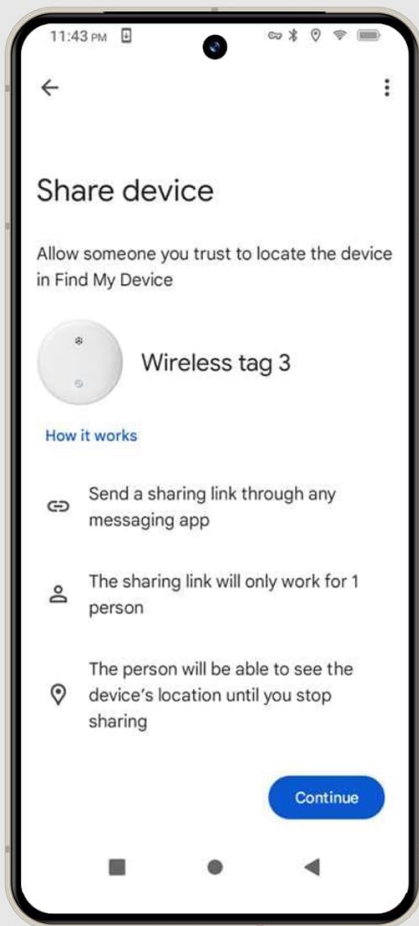 11:43 PM
Share device
Allow someone you trust to locate the device
in Find My Device
Wireless tag 3
How it works
Send a sharing link through any
messaging app
The sharing link will only work for 1
person
The person will be able to see the
device's location until you stop
sharing
Continue